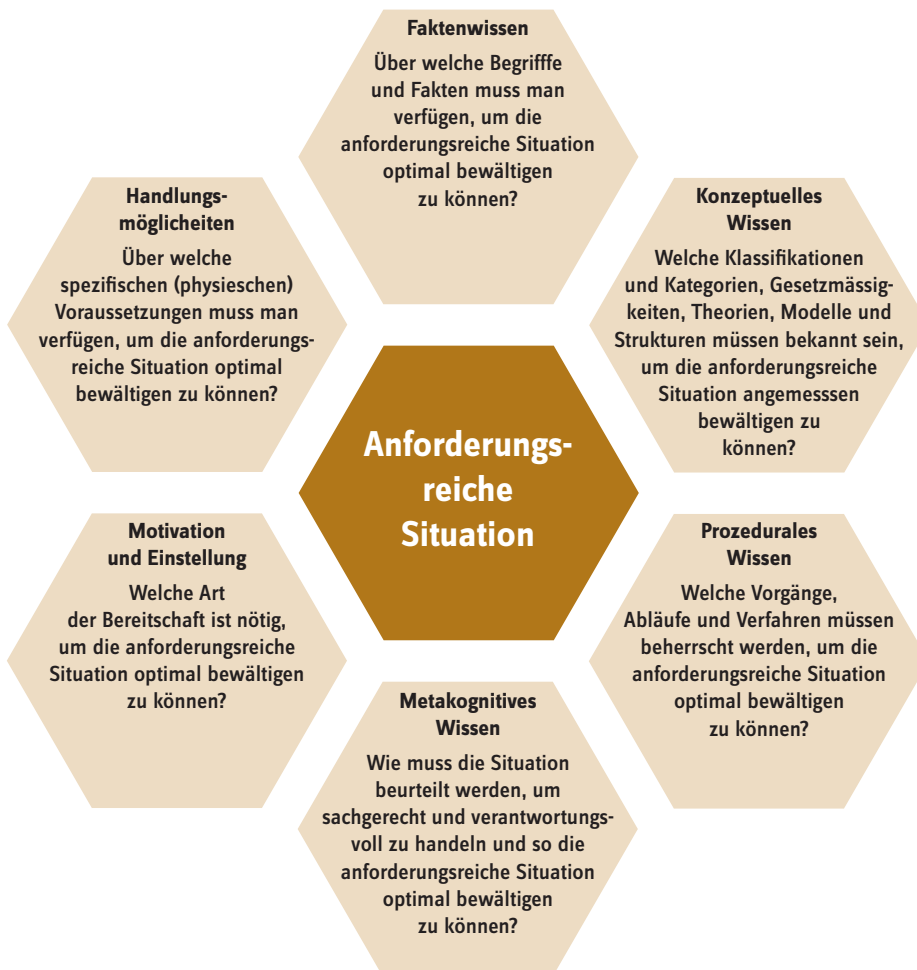 Faktenwissen
Über welche Begrifffe
und Fakten muss man
verfügen, um die
anforderungsreiche Situation
optimal bewältigen
zu können?
Handlungs-
möglicheiten
Über welche
spezifischen (physieschen)
Voraussetzungen muss man
verfügen, um die anforderungs-
reiche Situation optimal
bewältigen zu können?
Konzeptuelles
Wissen
Welche Klassifikationen
und Kategorien, Gesetzmässig-
keiten, Theorien, Modelle und
Strukturen müssen bekannt sein,
um die anforderungsreiche
Situation angemesssen
bewältigen zu
können?
Anforderungs-
reiche
Situation
Motivation
und Einstellung
Welche Art
der Bereitschaft ist nötig,
um die anforderungsreiche
Situation optimal bewältigen
zu können?
Prozedurales
Wissen
Welche Vorgänge,
Abläufe und Verfahren müssen
beherrscht werden, um die
anforderungsreiche Situation
optimal bewältigen
zu können?
Metakognitives
Wissen
Wie muss die Situation
beurteilt werden, um
sachgerecht und verantwortungs-
voll zu handeln und so die
anforderungsreiche Situation
optimal bewältigen
zu können?